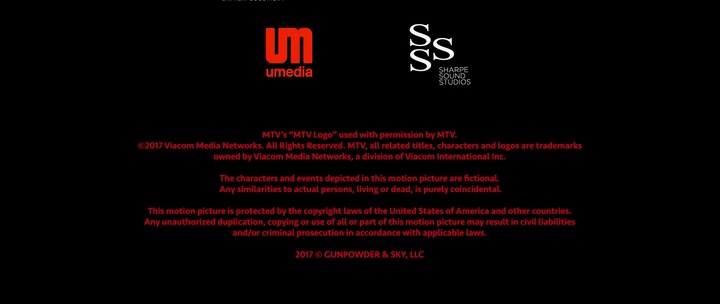 um
umedia
S
S
S
SHARPE
SOUND
STUDIOS
MTV's "MTV Logo" used with permission by MTV.
©2017 Viacom Media Networks. All Rights Reserved. MTV, all related titles, characters and logos are trademarks
owned by Viacom Media Networks, a division of Viacom International Inc.
The characters and events depicted in this motion picture are fictional.
Any similarities to actual persons, living or dead, is purely coincidental.
This motion picture is protected by the copyright laws of the United States of America and other countries.
Any unauthorized duplication, copying or use of all or part of this motion picture may result in civil liabilities
and/or criminal prosecution in accordance with applicable laws.
2017 © GUNPOWDER & SKY, LLC